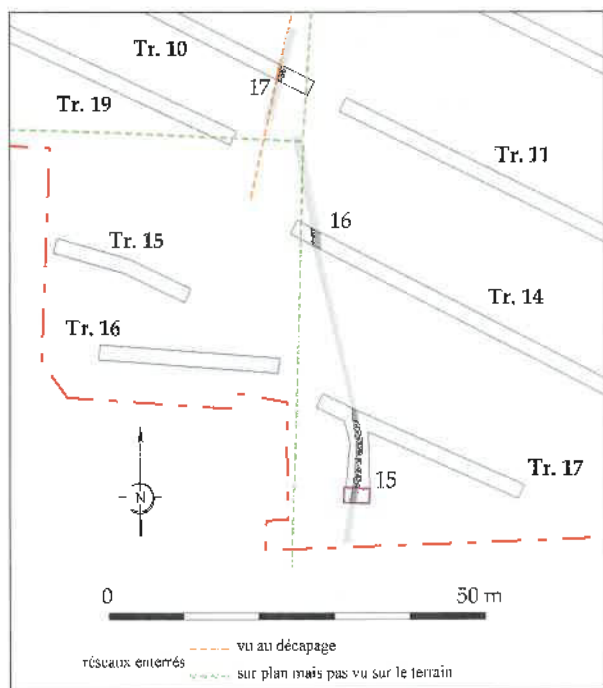 Tr. 10
17
Tr. 19
Tr. 11
16
Tr. 15
Tr. 14
Tr. 16
15
Tr. 17
N
0
50 m
réseaux enterrés
vu au décapage
sur plan mais pas vu sur le terrain